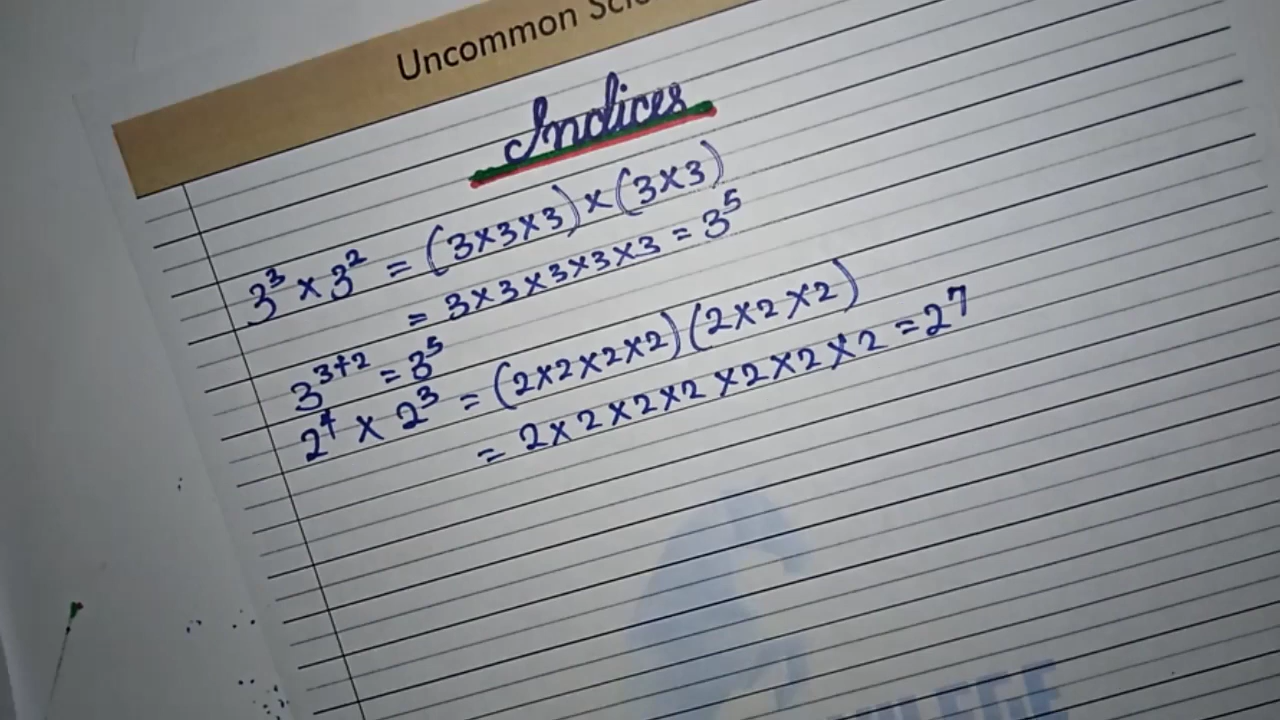 Uncommon
Indices
3³ × 3² = (3×3×3)×(3×3)
= 3×3×3×3×3 = 3⁵
3³⁺² = 3⁵
2⁴ × 2³ = (2×2×2×2)(2×2×2)
= 2×2×2×2×2×2×2 = 2⁷